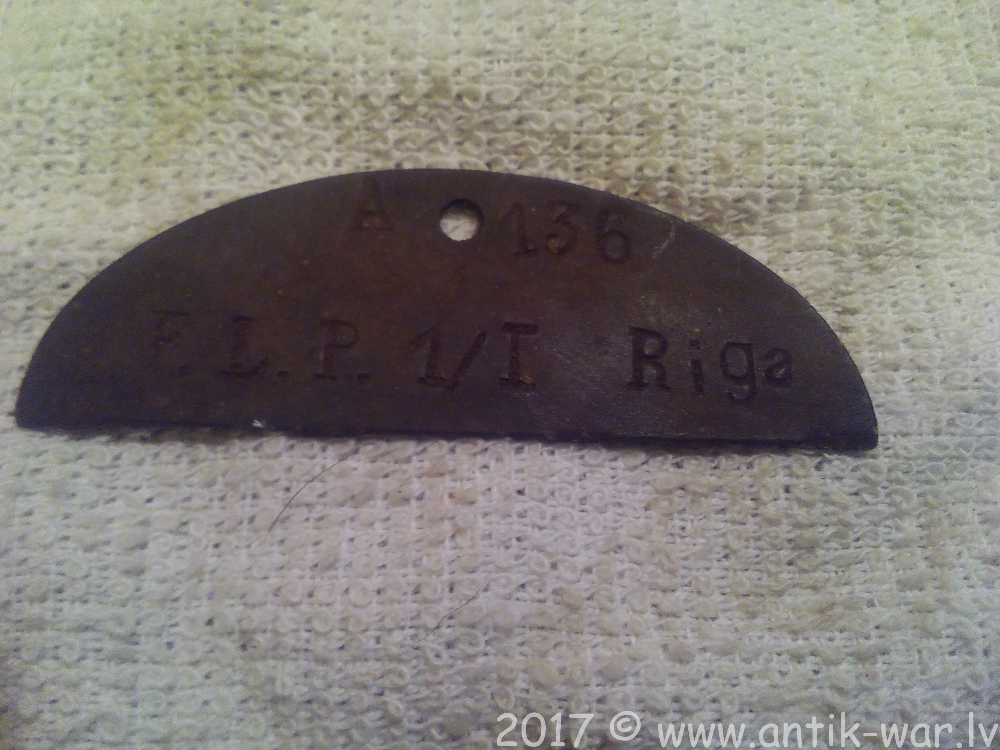 A 136
F.L.P. 1/I Riga
2017 © www.antik-war.lv